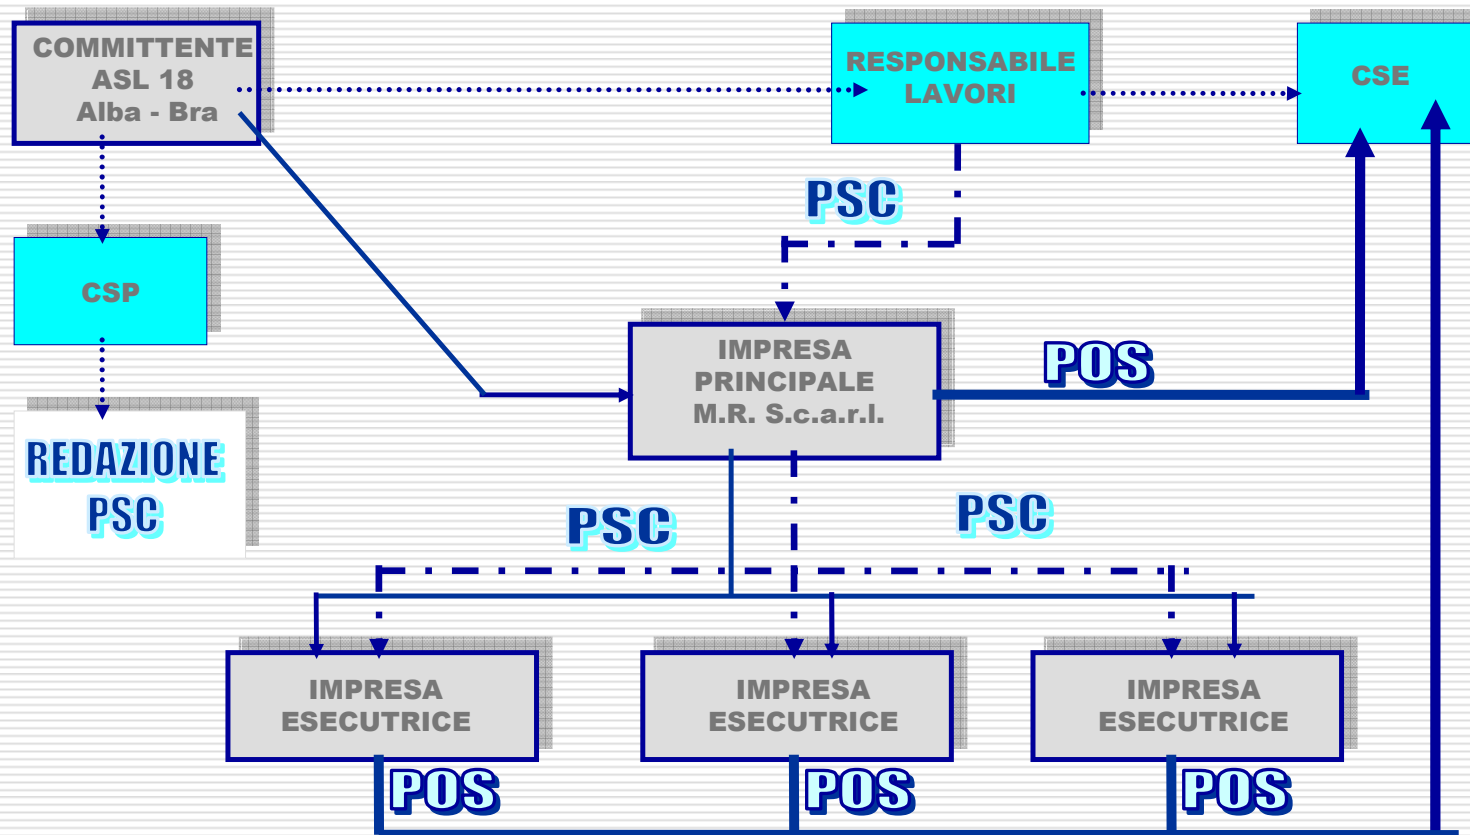 COMMITTENTE
ASL 18
Alba - Bra
RESPONSABILE
LAVORI
CSE
PSC
CSP
IMPRESA
PRINCIPALE
M.R. S.c.a.r.l.
POS
REDAZIONE
PSC
PSC
PSC
IMPRESA
ESECUTRICE
IMPRESA
ESECUTRICE
IMPRESA
ESECUTRICE
POS
POS
POS